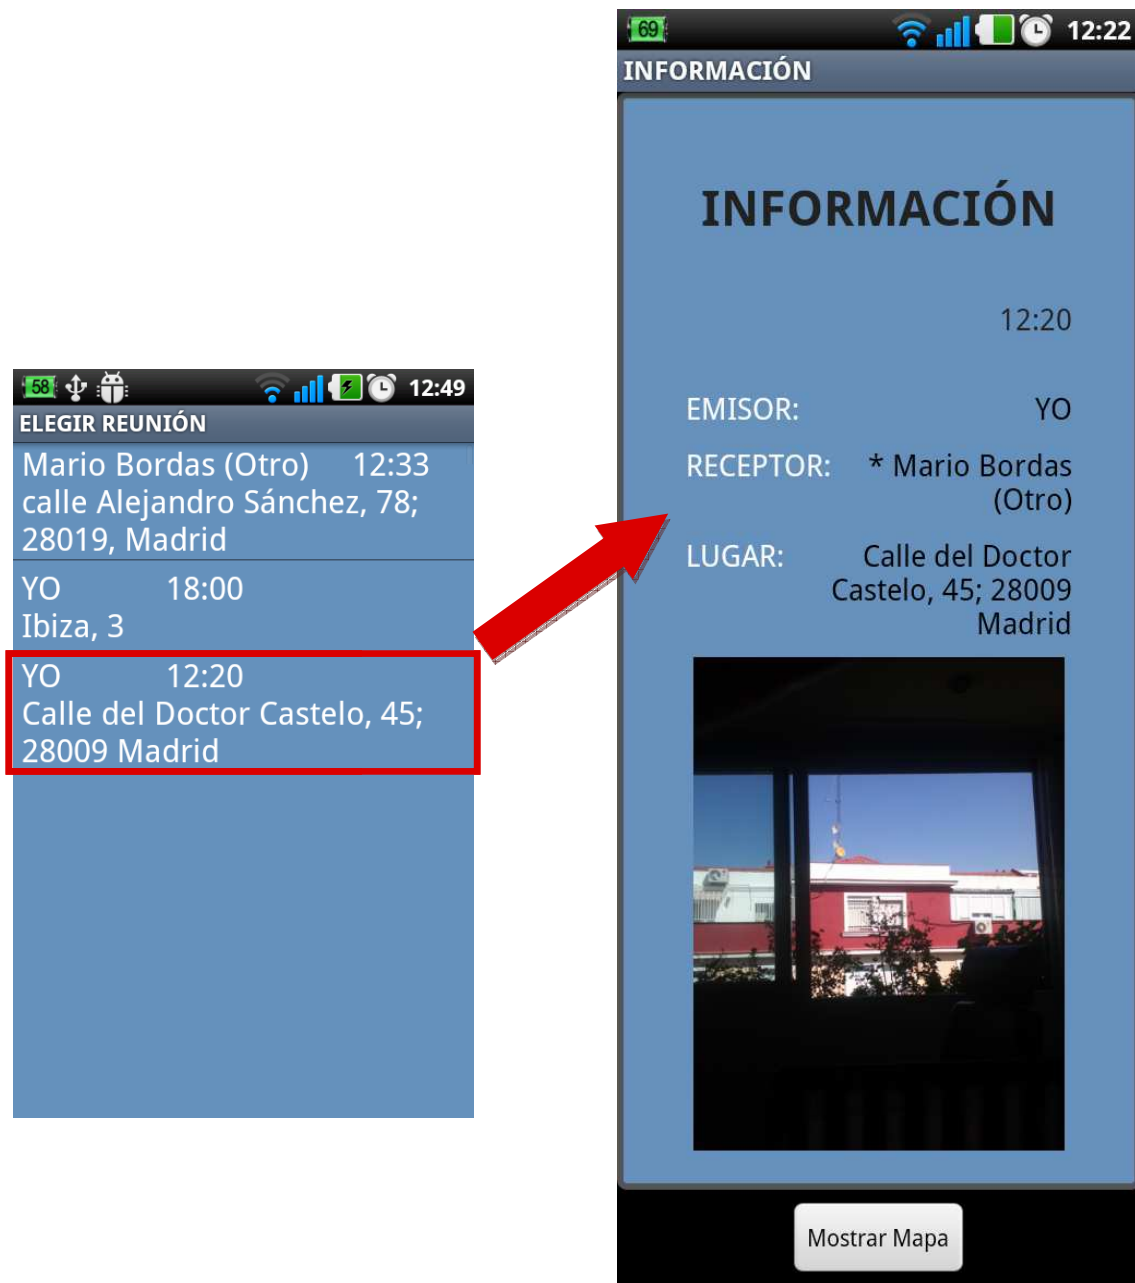 58 12:49
ELEGIR REUNIÓN
Mario Bordas (Otro) 12:33
calle Alejandro Sánchez, 78;
28019, Madrid
YO 18:00
Ibiza, 3
YO 12:20
Calle del Doctor Castelo, 45;
28009 Madrid
69 12:22
INFORMACIÓN
INFORMACIÓN
12:20
EMISOR: YO
RECEPTOR: * Mario Bordas
(Otro)
LUGAR: Calle del Doctor
Castelo, 45; 28009
Madrid
Mostrar Mapa